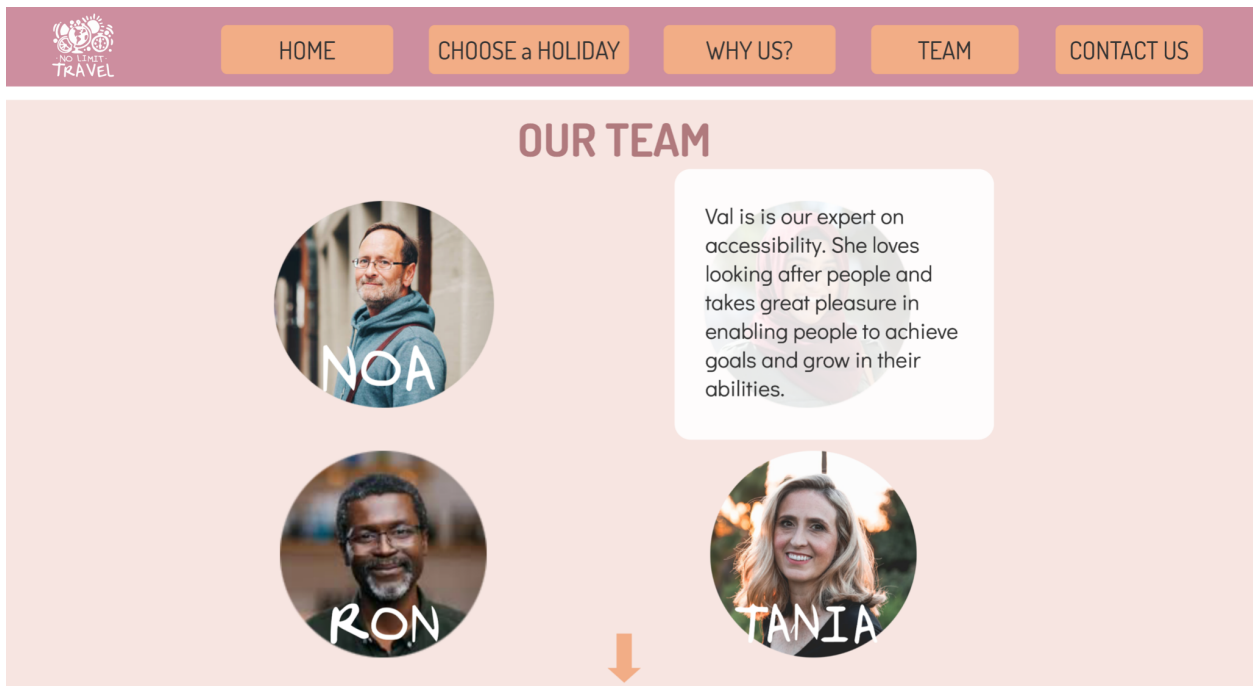 NO LIMIT
TRAVEL
HOME
CHOOSE a HOLIDAY
WHY US?
TEAM
CONTACT US
OUR TEAM
NOA
Val is is our expert on
accessibility. She loves
looking after people and
takes great pleasure in
enabling people to achieve
goals and grow in their
abilities.
RON
TANIA